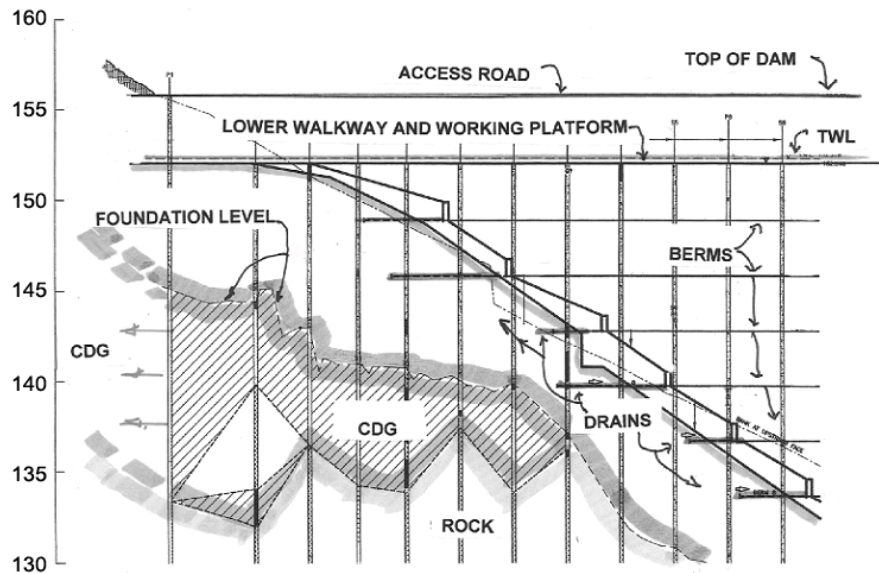 160
155
150
145
140
135
130
TOP OF DAM
ACCESS ROAD
LOWER WALKWAY AND WORKING PLATFORM
TWL
FOUNDATION LEVEL
BERMS
CDG
CDG
DRAINS
ROCK